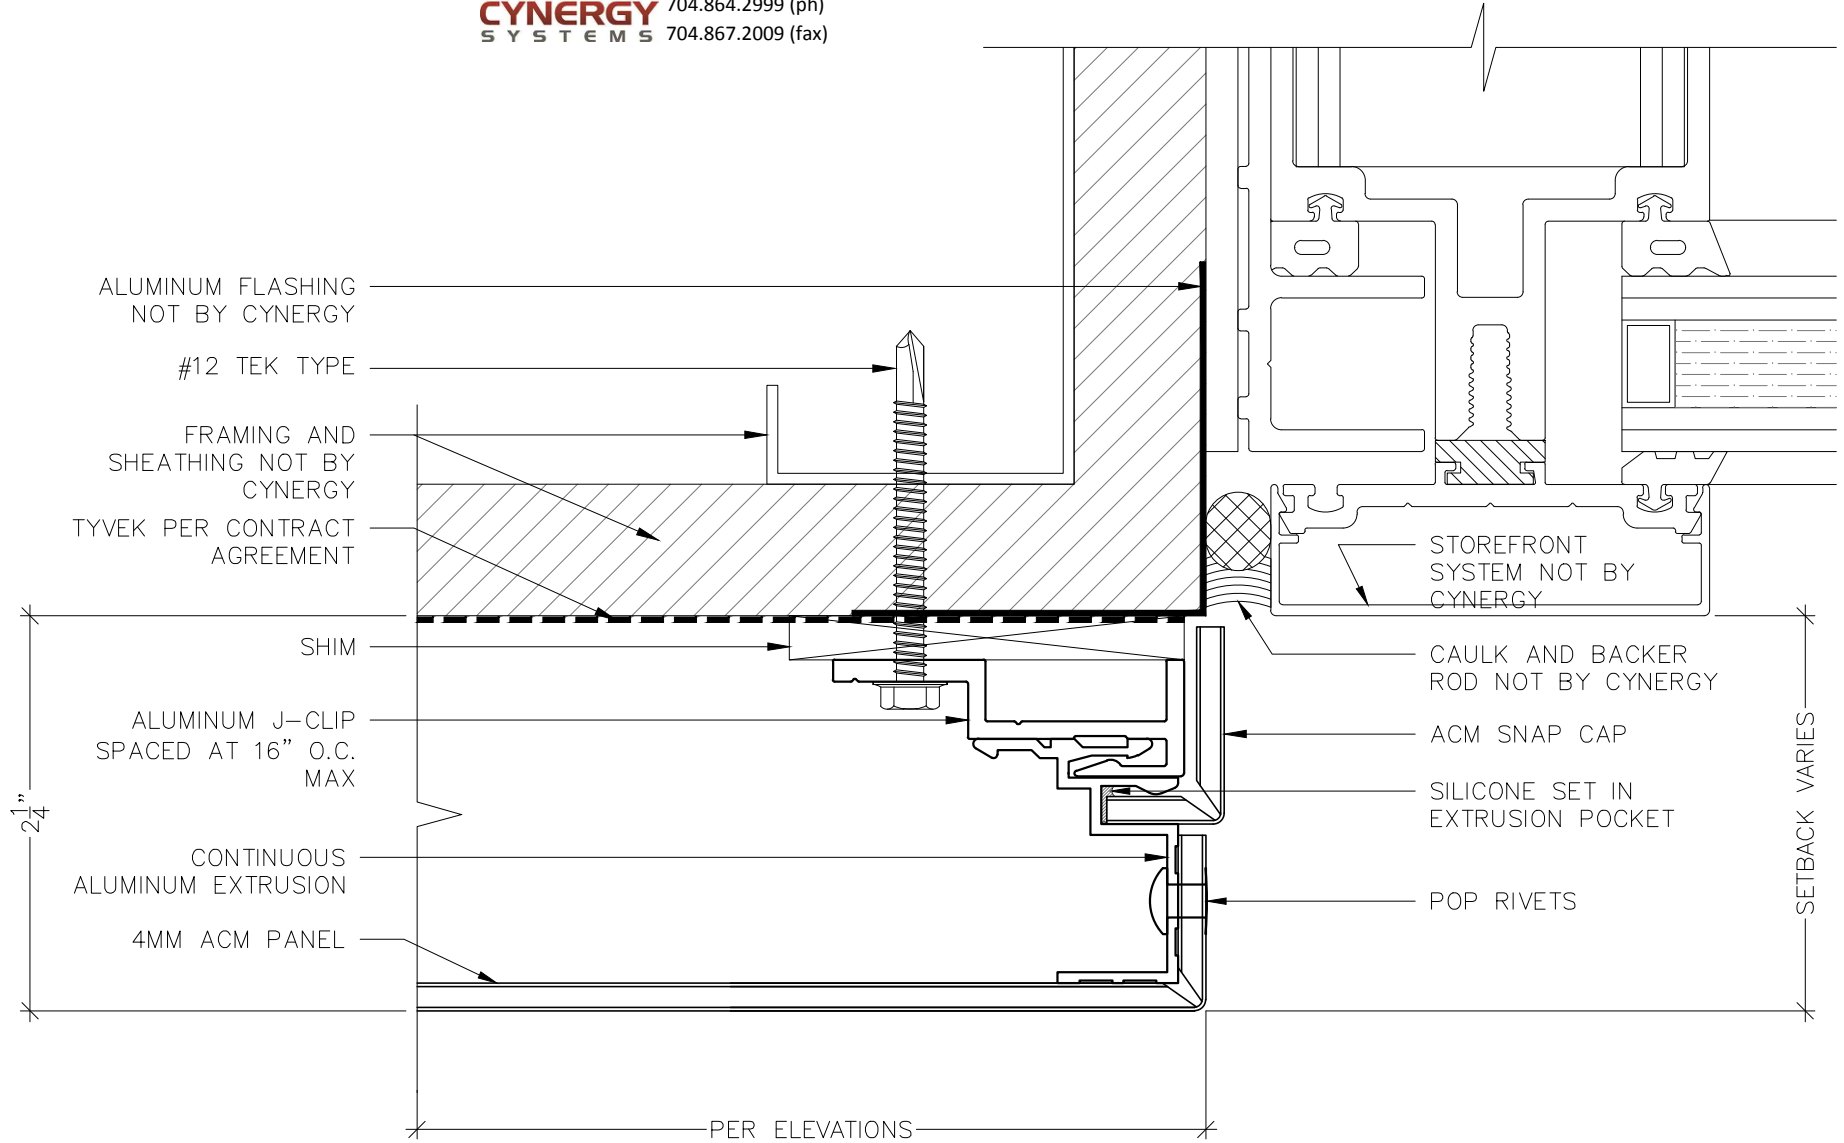 CYNERGY 704.864.2999 (ph)
SYSTEMS 704.867.2009 (fax)
ALUMINUM FLASHING
NOT BY CYNERGY
#12 TEK TYPE
FRAMING AND
SHEATHING NOT BY
CYNERGY
TYVEK PER CONTRACT
AGREEMENT
SHIM
ALUMINUM J-CLIP
SPACED AT 16" O.C.
MAX
2 1/4"
CONTINUOUS
ALUMINUM EXTRUSION
4MM ACM PANEL
STOREFRONT
SYSTEM NOT BY
CYNERGY
CAULK AND BACKER
ROD NOT BY CYNERGY
ACM SNAP CAP
SILICONE SET IN
EXTRUSION POCKET
POP RIVETS
SETBACK VARIES
PER ELEVATIONS